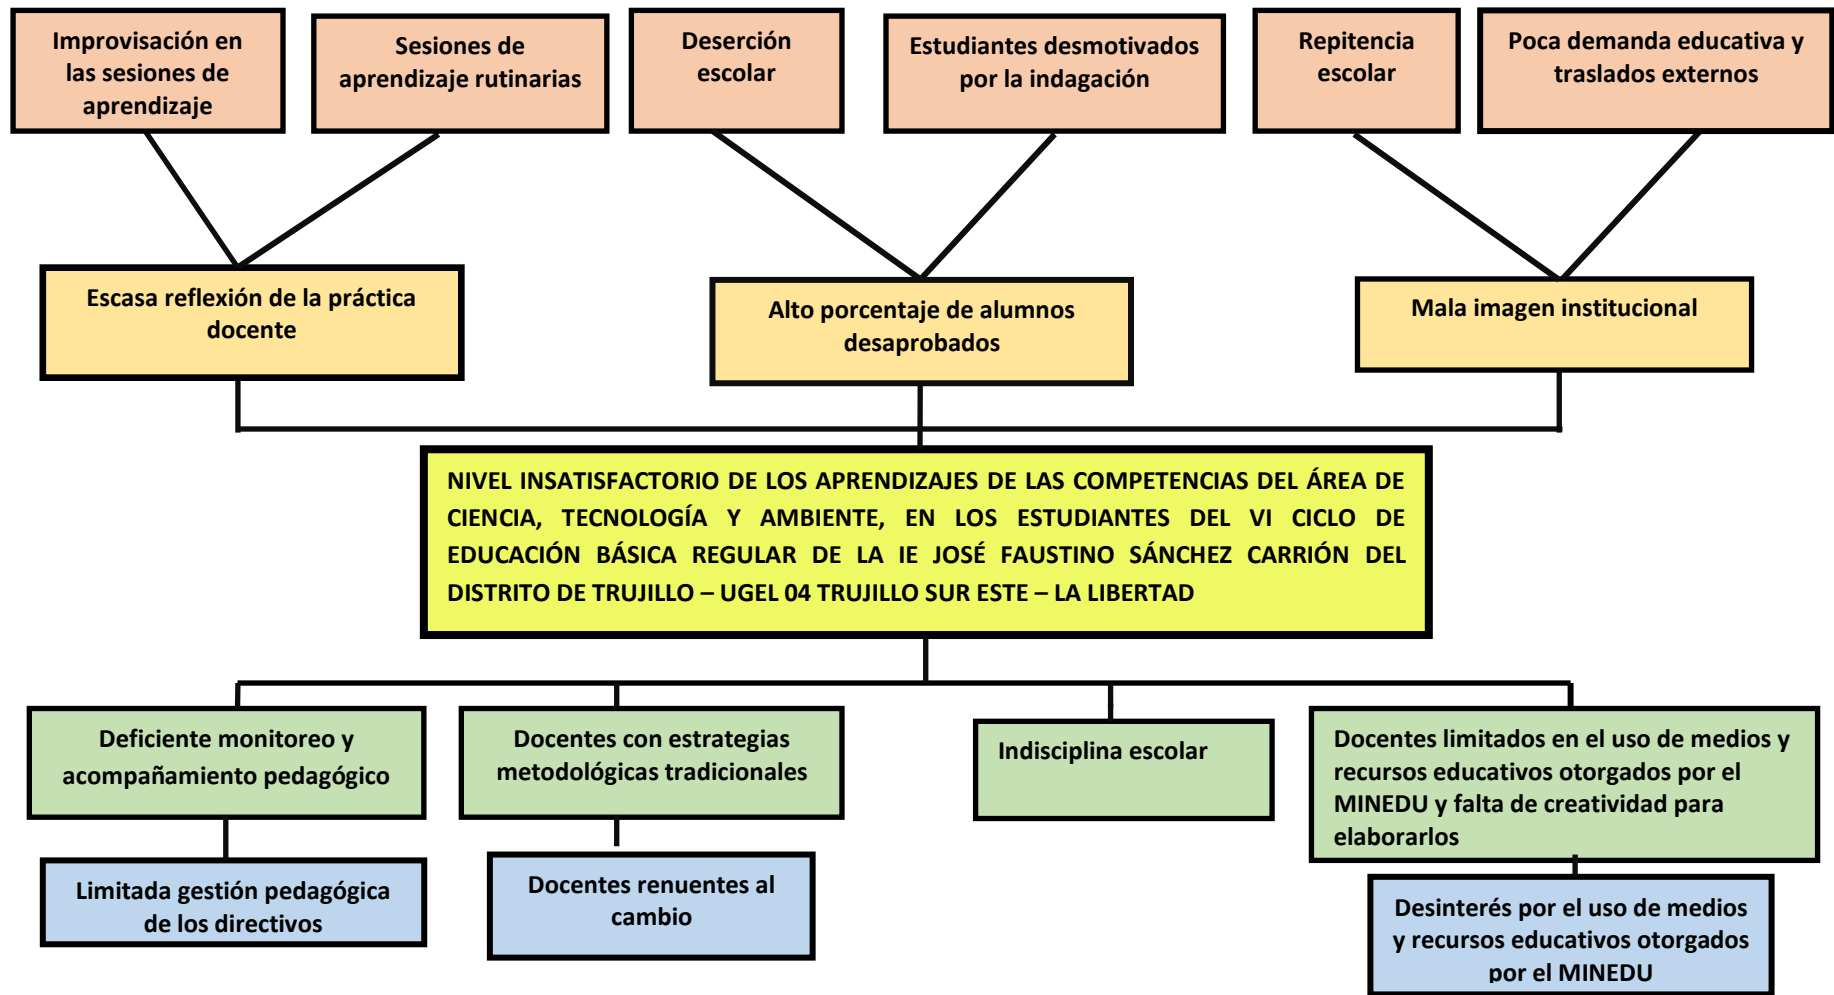 Improvisación en
las sesiones de
aprendizaje
Sesiones de
aprendizaje rutinarias
Deserción
escolar
Estudiantes desmotivados
por la indagación
Repitencia
escolar
Poca demanda educativa y
traslados externos
Escasa reflexión de la práctica
docente
Alto porcentaje de alumnos
desaprobados
Mala imagen institucional
NIVEL INSATISFACTORIO DE LOS APRENDIZAJES DE LAS COMPETENCIAS DEL ÁREA DE
CIENCIA, TECNOLOGÍA Y AMBIENTE, EN LOS ESTUDIANTES DEL VI CICLO DE
EDUCACIÓN BÁSICA REGULAR DE LA IE JOSÉ FAUSTINO SÁNCHEZ CARRIÓN DEL
DISTRITO DE TRUJILLO – UGEL 04 TRUJILLO SUR ESTE – LA LIBERTAD
Deficiente monitoreo y
acompañamiento pedagógico
Docentes con estrategias
metodológicas tradicionales
Indisciplina escolar
Docentes limitados en el uso de medios y
recursos educativos otorgados por el
MINEDU y falta de creatividad para
elaborarlos
Limitada gestión pedagógica
de los directivos
Docentes renuentes al
cambio
Desinterés por el uso de medios
y recursos educativos otorgados
por el MINEDU